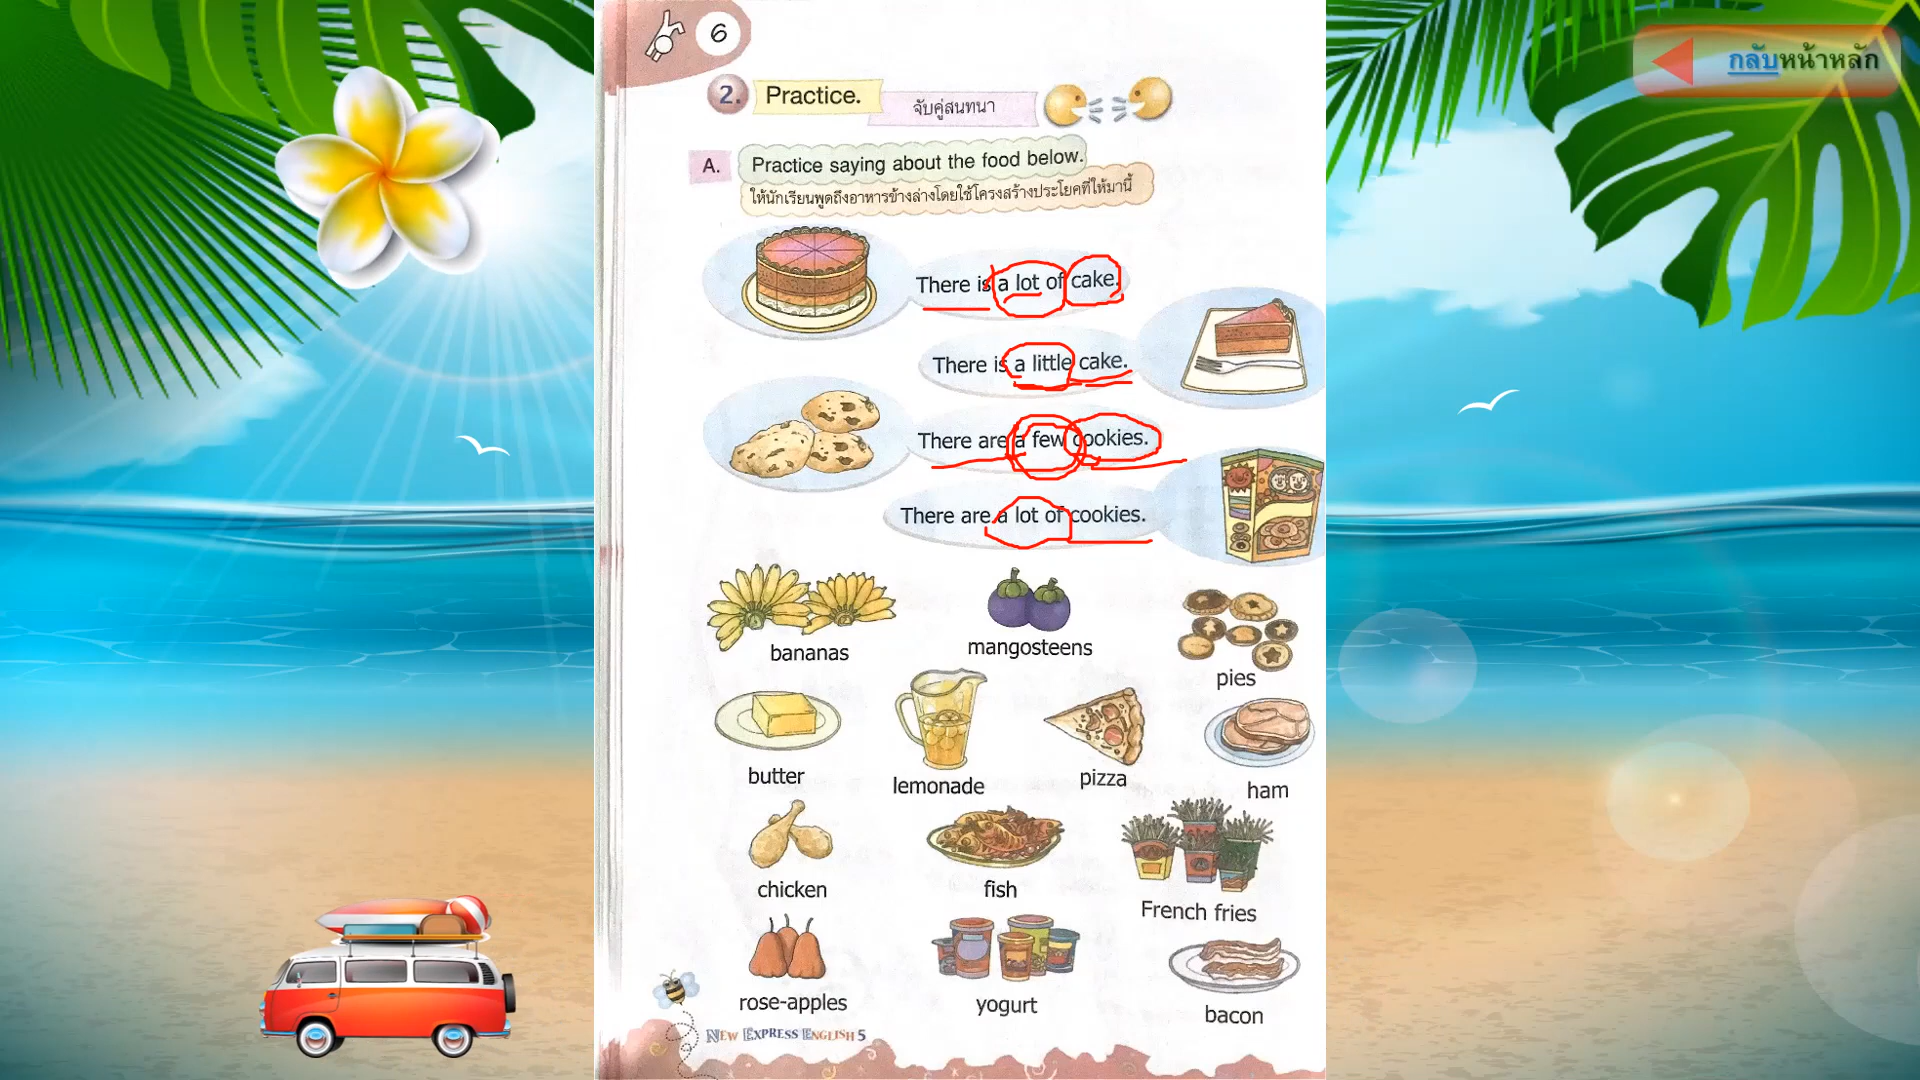 6
กลับหน้าหลัก
2. Practice.
จับคู่สนทนา
A. Practice saying about the food below.
ให้นักเรียนพูดถึงอาหารข้างล่างโดยใช้โครงสร้างประโยคที่ให้มานี้
There is a lot of cake.
There is a little cake.
There are a few cookies.
There are a lot of cookies.
bananas
mangosteens
pies
butter
lemonade
pizza
ham
chicken
fish
French fries
rose-apples
yogurt
bacon
NEW EXPRESS ENGLISH 5